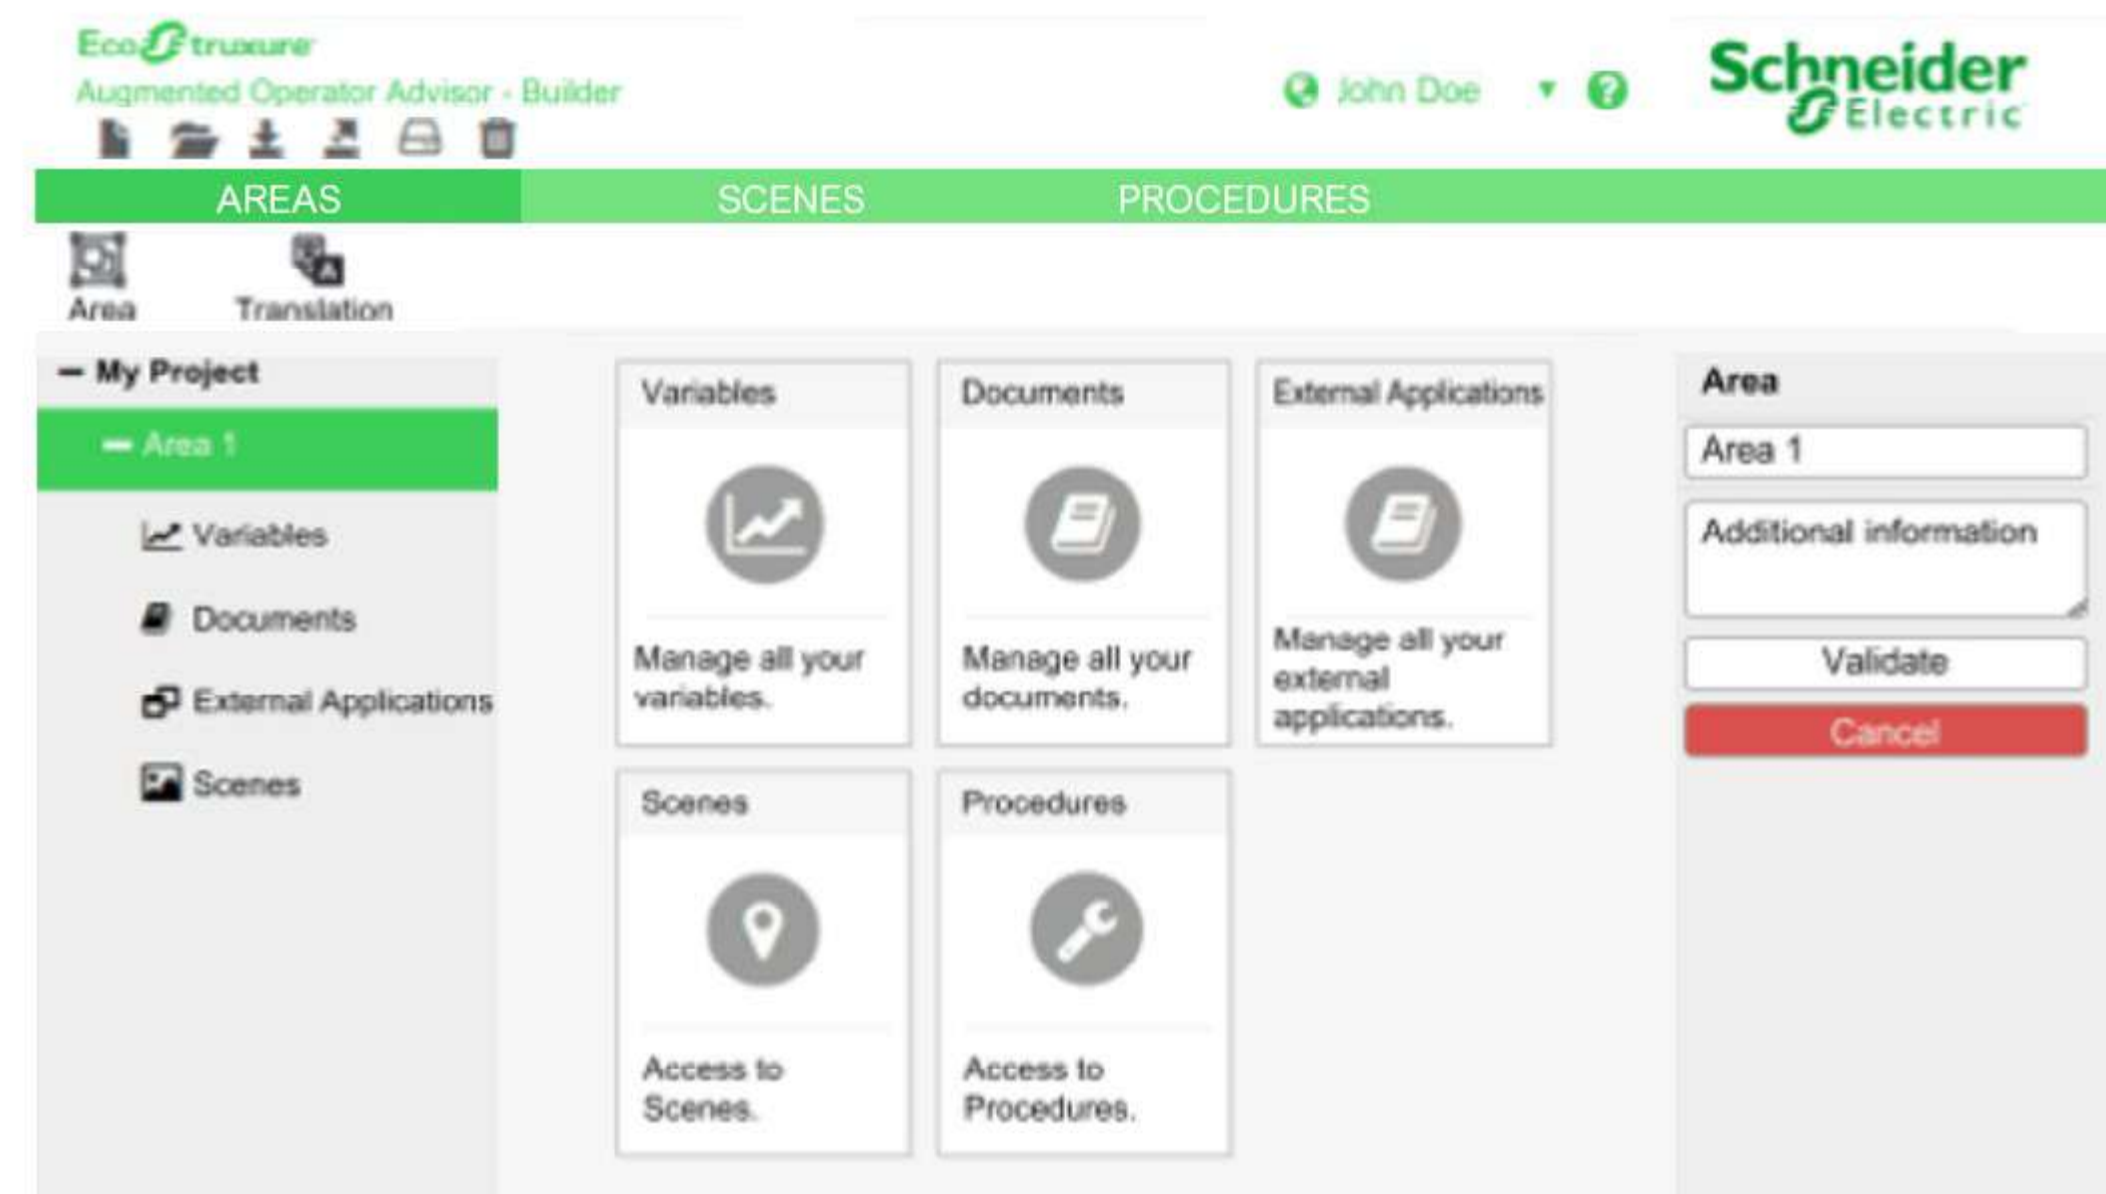 EcoStruxure
Augmented Operator Advisor - Builder
John Doe
Schneider
Electric
AREAS SCENES PROCEDURES
Area Translation
My Project
Area 1
Variables
Documents
External Applications
Scenes
Variables
Manage all your
variables.
Documents
Manage all your
documents.
External Applications
Manage all your
external
applications.
Scenes
Access to
Scenes.
Procedures
Access to
Procedures.
Area
Area 1
Additional information
Validate
Cancel